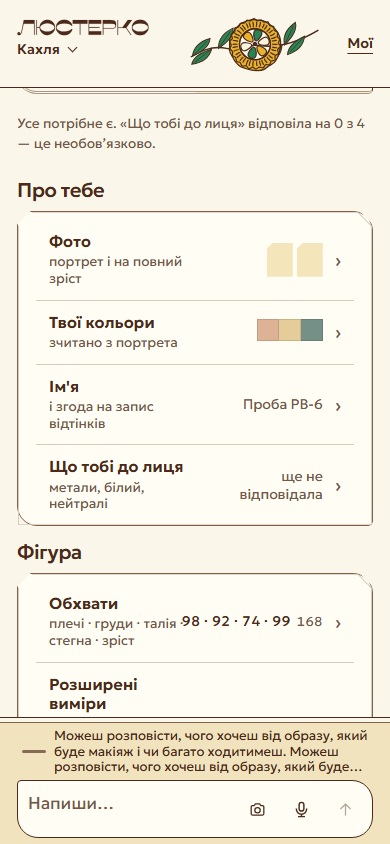 ЛЮСТЕРКО
Кахля
Мої
Усе потрібне є. «Що тобі до лиця» відповіла на 0 з 4
— це необов’язково.
Про тебе
Фото
портрет і на повний
зріст
Твої кольори
зчитано з портрета
Ім'я
і згода на запис
відтінків
Проба РВ-6
Що тобі до лиця
метали, білий,
нейтралі
ще не
відповідала
Фігура
Обхвати
плечі · груди · талія ·
стегна · зріст
98 · 92 · 74 · 99 168
Розширені
виміри
Можеш розповісти, чого хочеш від образу, який
буде макіяж і чи багато ходитимеш. Можеш
розповісти, чого хочеш від образу, який буде…
Напиши…